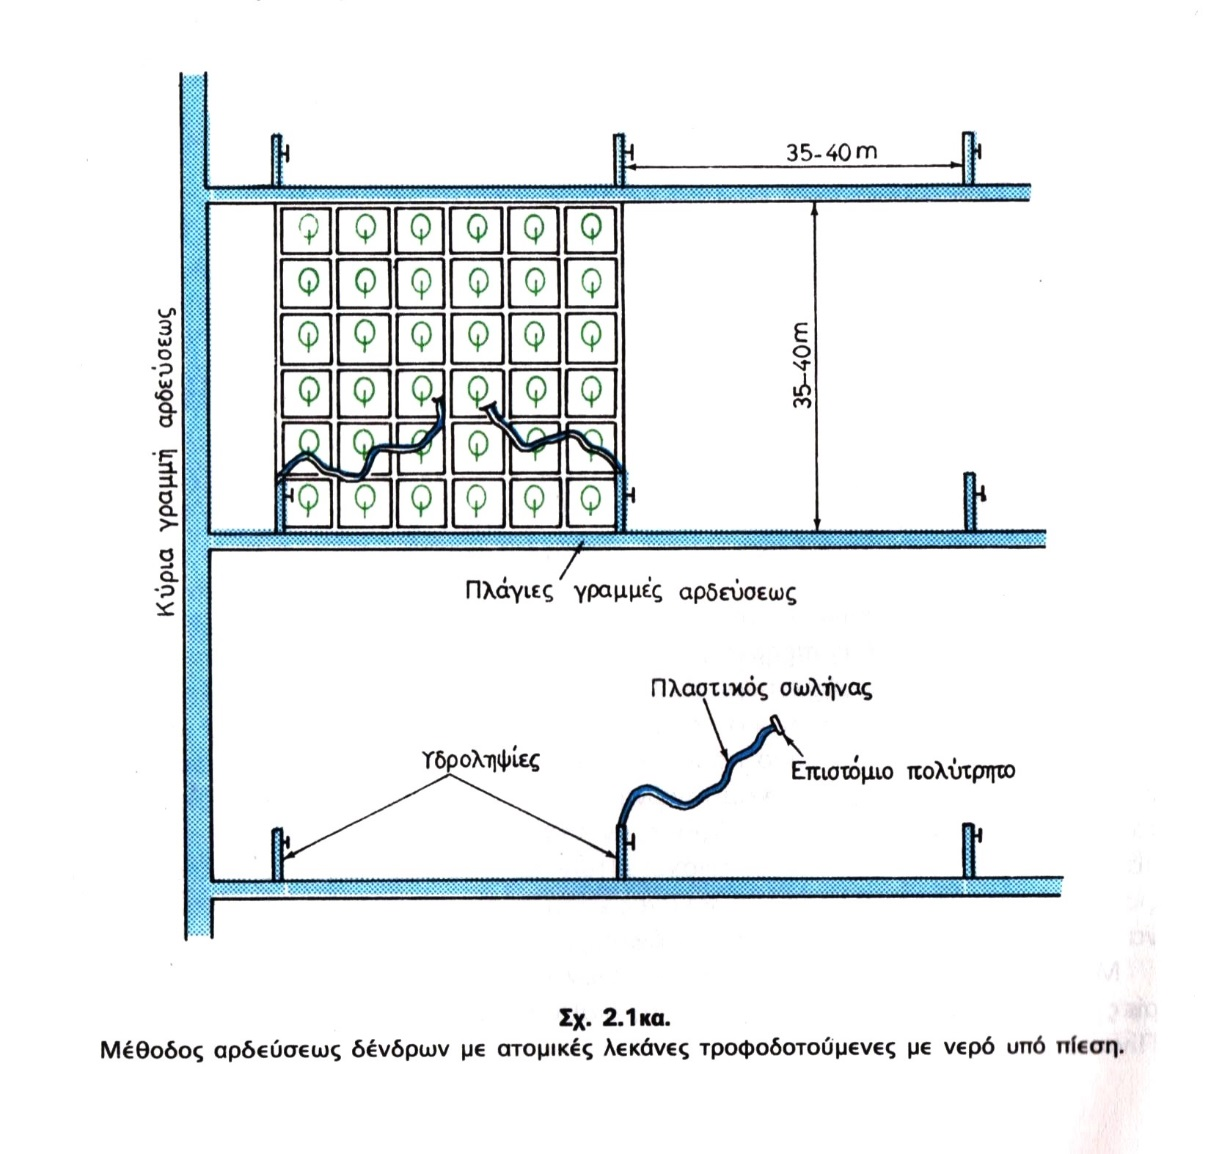 35-40 m
35-40m
Κύρια γραμμή αρδεύσεως
Πλάγιες γραμμές αρδεύσεως
Πλαστικός σωλήνας
Υδροληψίες
Επιστόμιο πολύτρητο
Σχ. 2.1κα.
Μέθοδος αρδεύσεως δένδρων με ατομικές λεκάνες τροφοδοτούμενες με νερό υπό πίεση.